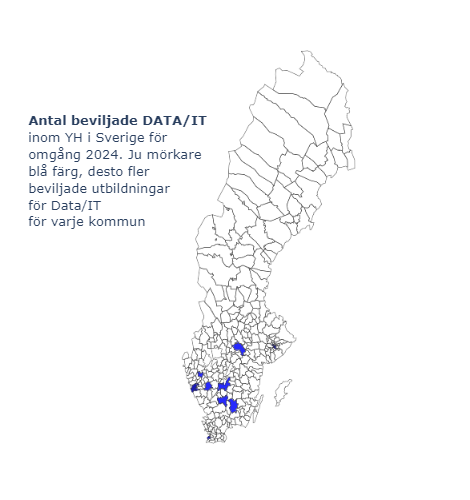 Antal beviljade DATA/IT
inom YH i Sverige för
omgång 2024. Ju mörkare
blå färg, desto fler
beviljade utbildningar
för Data/IT
för varje kommun